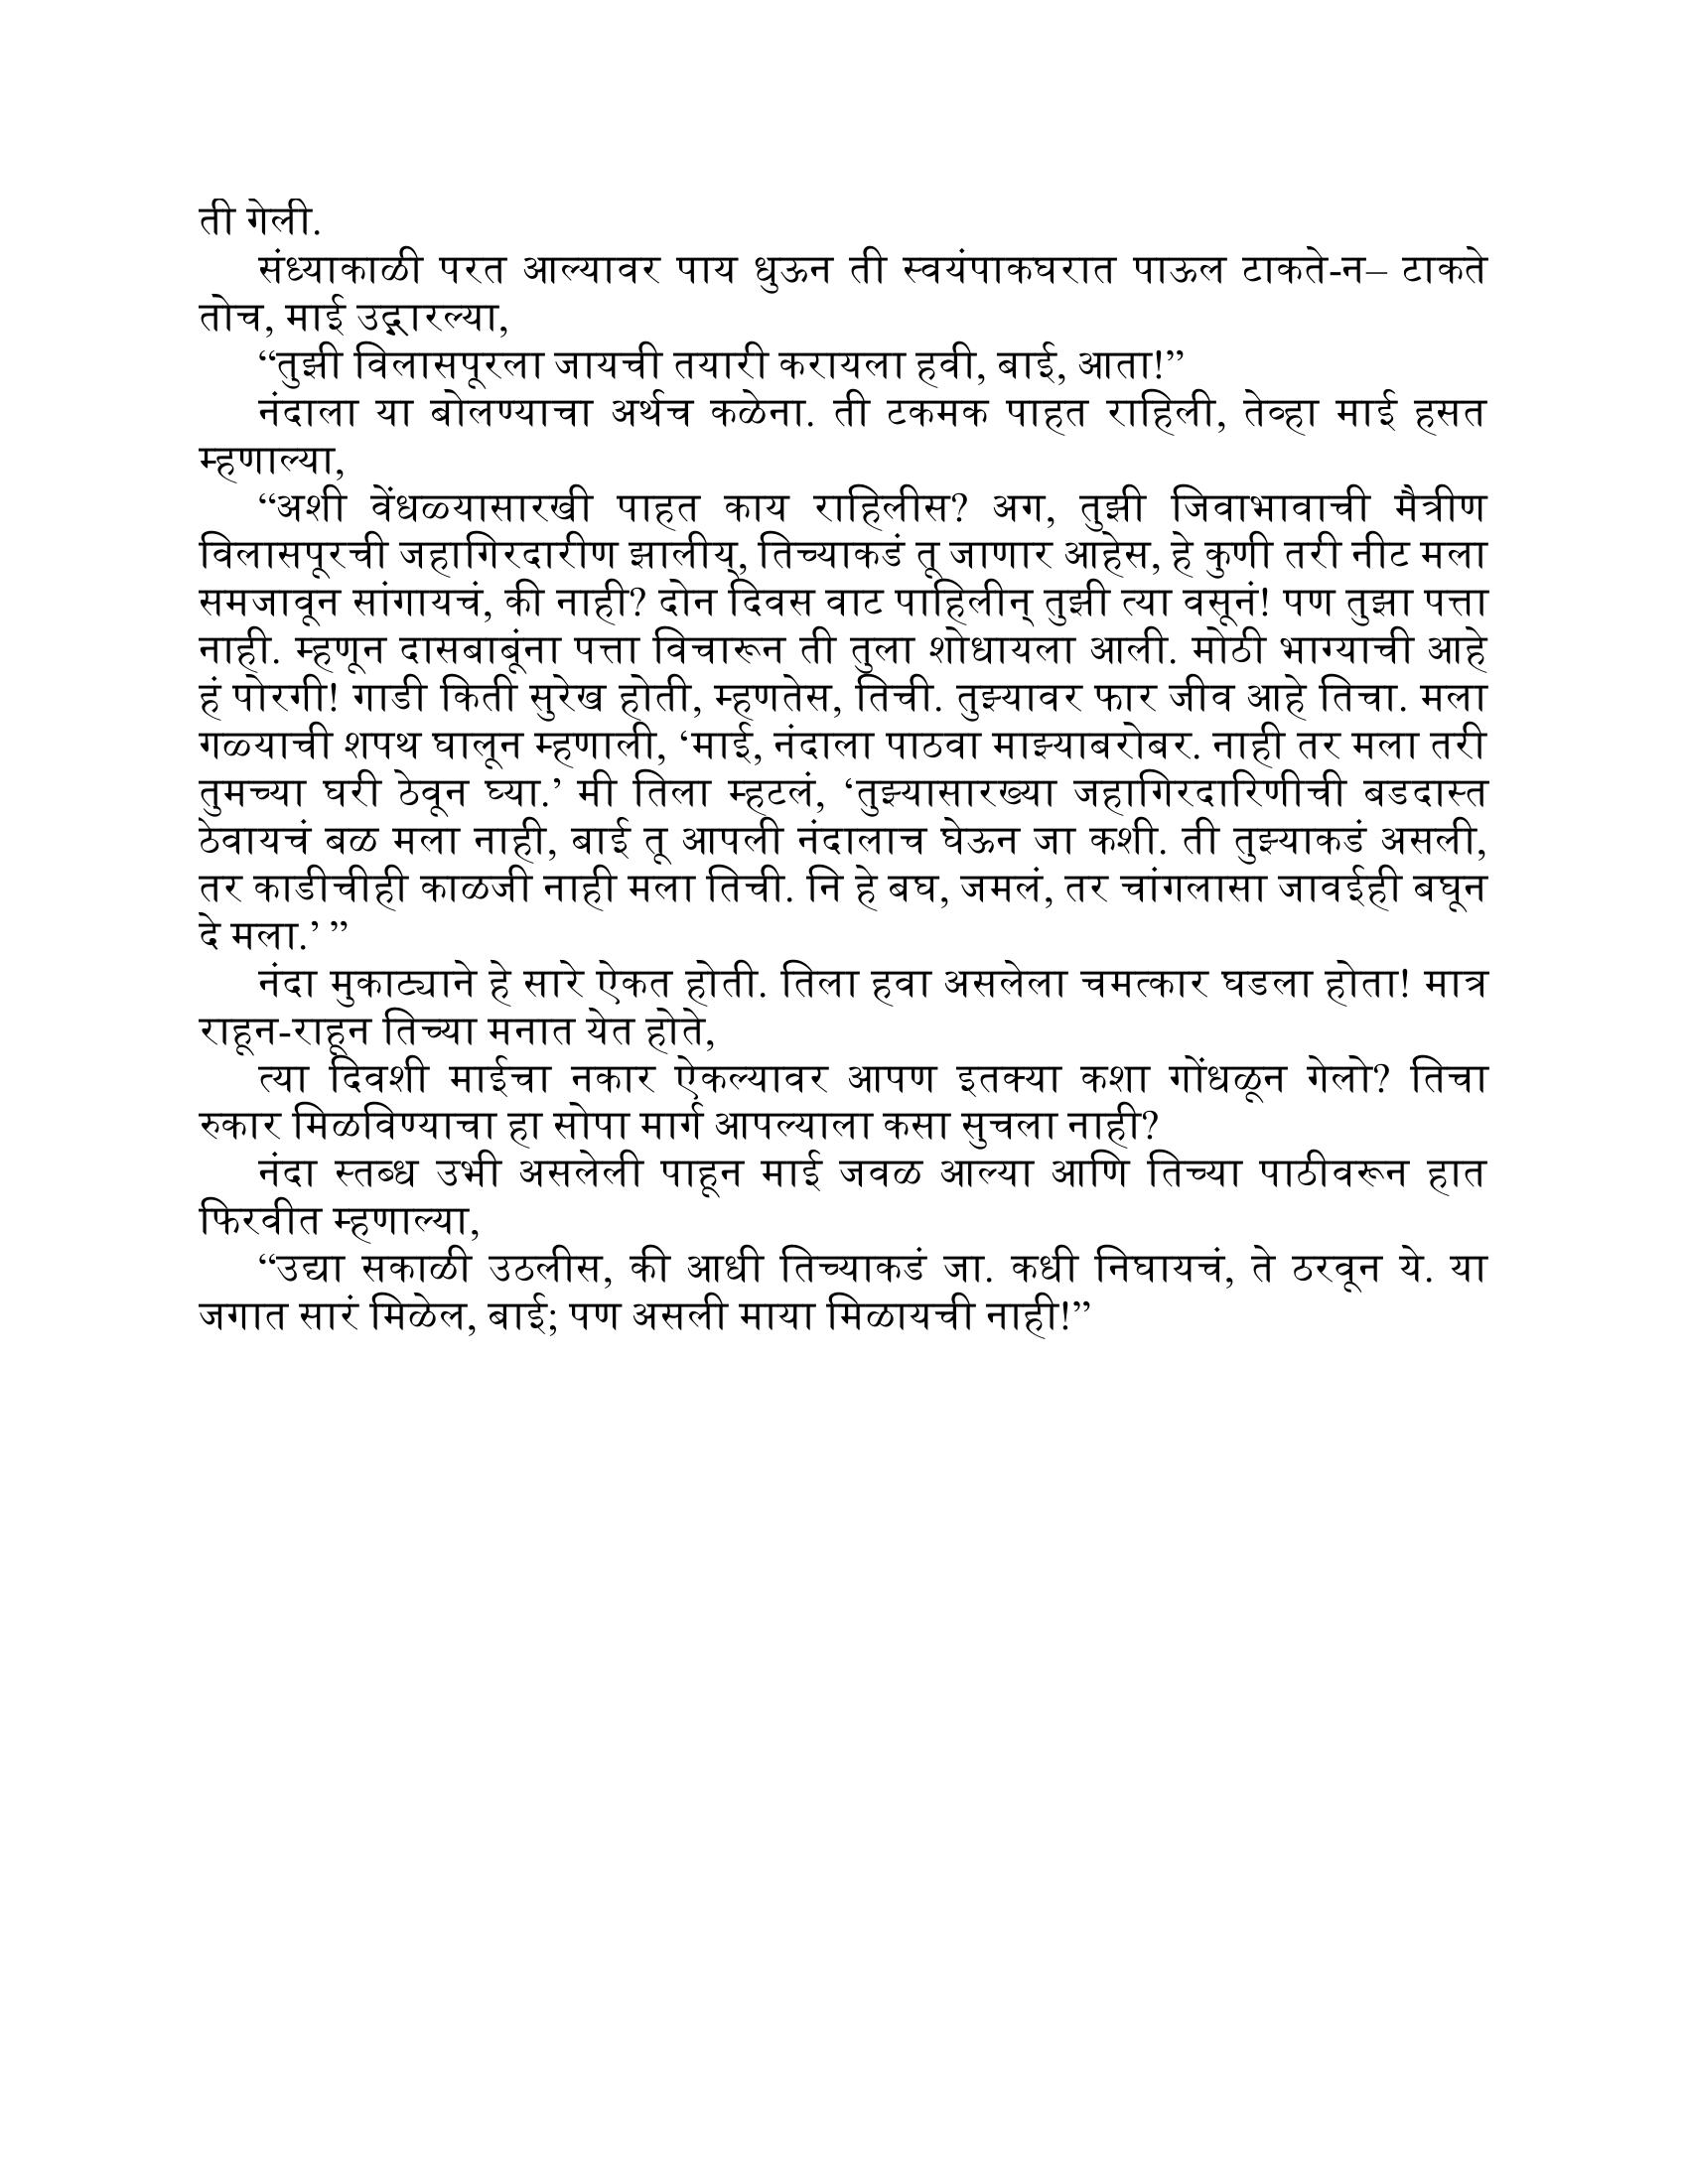 ती गेली.
संध्याकाळी परत आल्यावर पाय धुऊन ती स्वयंपाकघरात पाऊल टाकते-न– टाकते
तोच, माई उद्गारल्या,
“तुझी विलासपूरला जायची तयारी करायला हवी, बाई, आता!”
नंदाला या बोलण्याचा अर्थच कळेना. ती टकमक पाहत राहिली, तेव्हा माई हसत
म्हणाल्या,
“अशी वेंधळ्यासारखी पाहत काय राहिलीस? अग, तुझी जिवाभावाची मैत्रीण
विलासपूरची जहागिरदारीण झालीय्, तिच्याकडं तू जाणार आहेस, हे कुणी तरी नीट मला
समजावून सांगायचं, की नाही? दोन दिवस वाट पाहिलीन् तुझी त्या वसूनं! पण तुझा पत्ता
नाही. म्हणून दासबाबूंना पत्ता विचारून ती तुला शोधायला आली. मोठी भाग्याची आहे
हं पोरगी! गाडी किती सुरेख होती, म्हणतेस, तिची. तुझ्यावर फार जीव आहे तिचा. मला
गळ्याची शपथ घालून म्हणाली, ‘माई, नंदाला पाठवा माझ्याबरोबर. नाही तर मला तरी
तुमच्या घरी ठेवून घ्या.’ मी तिला म्हटलं, ‘तुझ्यासारख्या जहागिरदारिणीची बडदास्त
ठेवायचं बळ मला नाही, बाई तू आपली नंदालाच घेऊन जा कशी. ती तुझ्याकडं असली,
तर काडीचीही काळजी नाही मला तिची. नि हे बघ, जमलं, तर चांगलासा जावईही बघून
दे मला.’ ”
नंदा मुकाट्याने हे सारे ऐकत होती. तिला हवा असलेला चमत्कार घडला होता! मात्र
राहून-राहून तिच्या मनात येत होते,
त्या दिवशी माईचा नकार ऐकल्यावर आपण इतक्या कशा गोंधळून गेलो? तिचा
रुकार मिळविण्याचा हा सोपा मार्ग आपल्याला कसा सुचला नाही?
नंदा स्तब्ध उभी असलेली पाहून माई जवळ आल्या आणि तिच्या पाठीवरून हात
फिरवीत म्हणाल्या,
“उद्या सकाळी उठलीस, की आधी तिच्याकडं जा. कधी निघायचं, ते ठरवून ये. या
जगात सारं मिळेल, बाई; पण असली माया मिळायची नाही!”